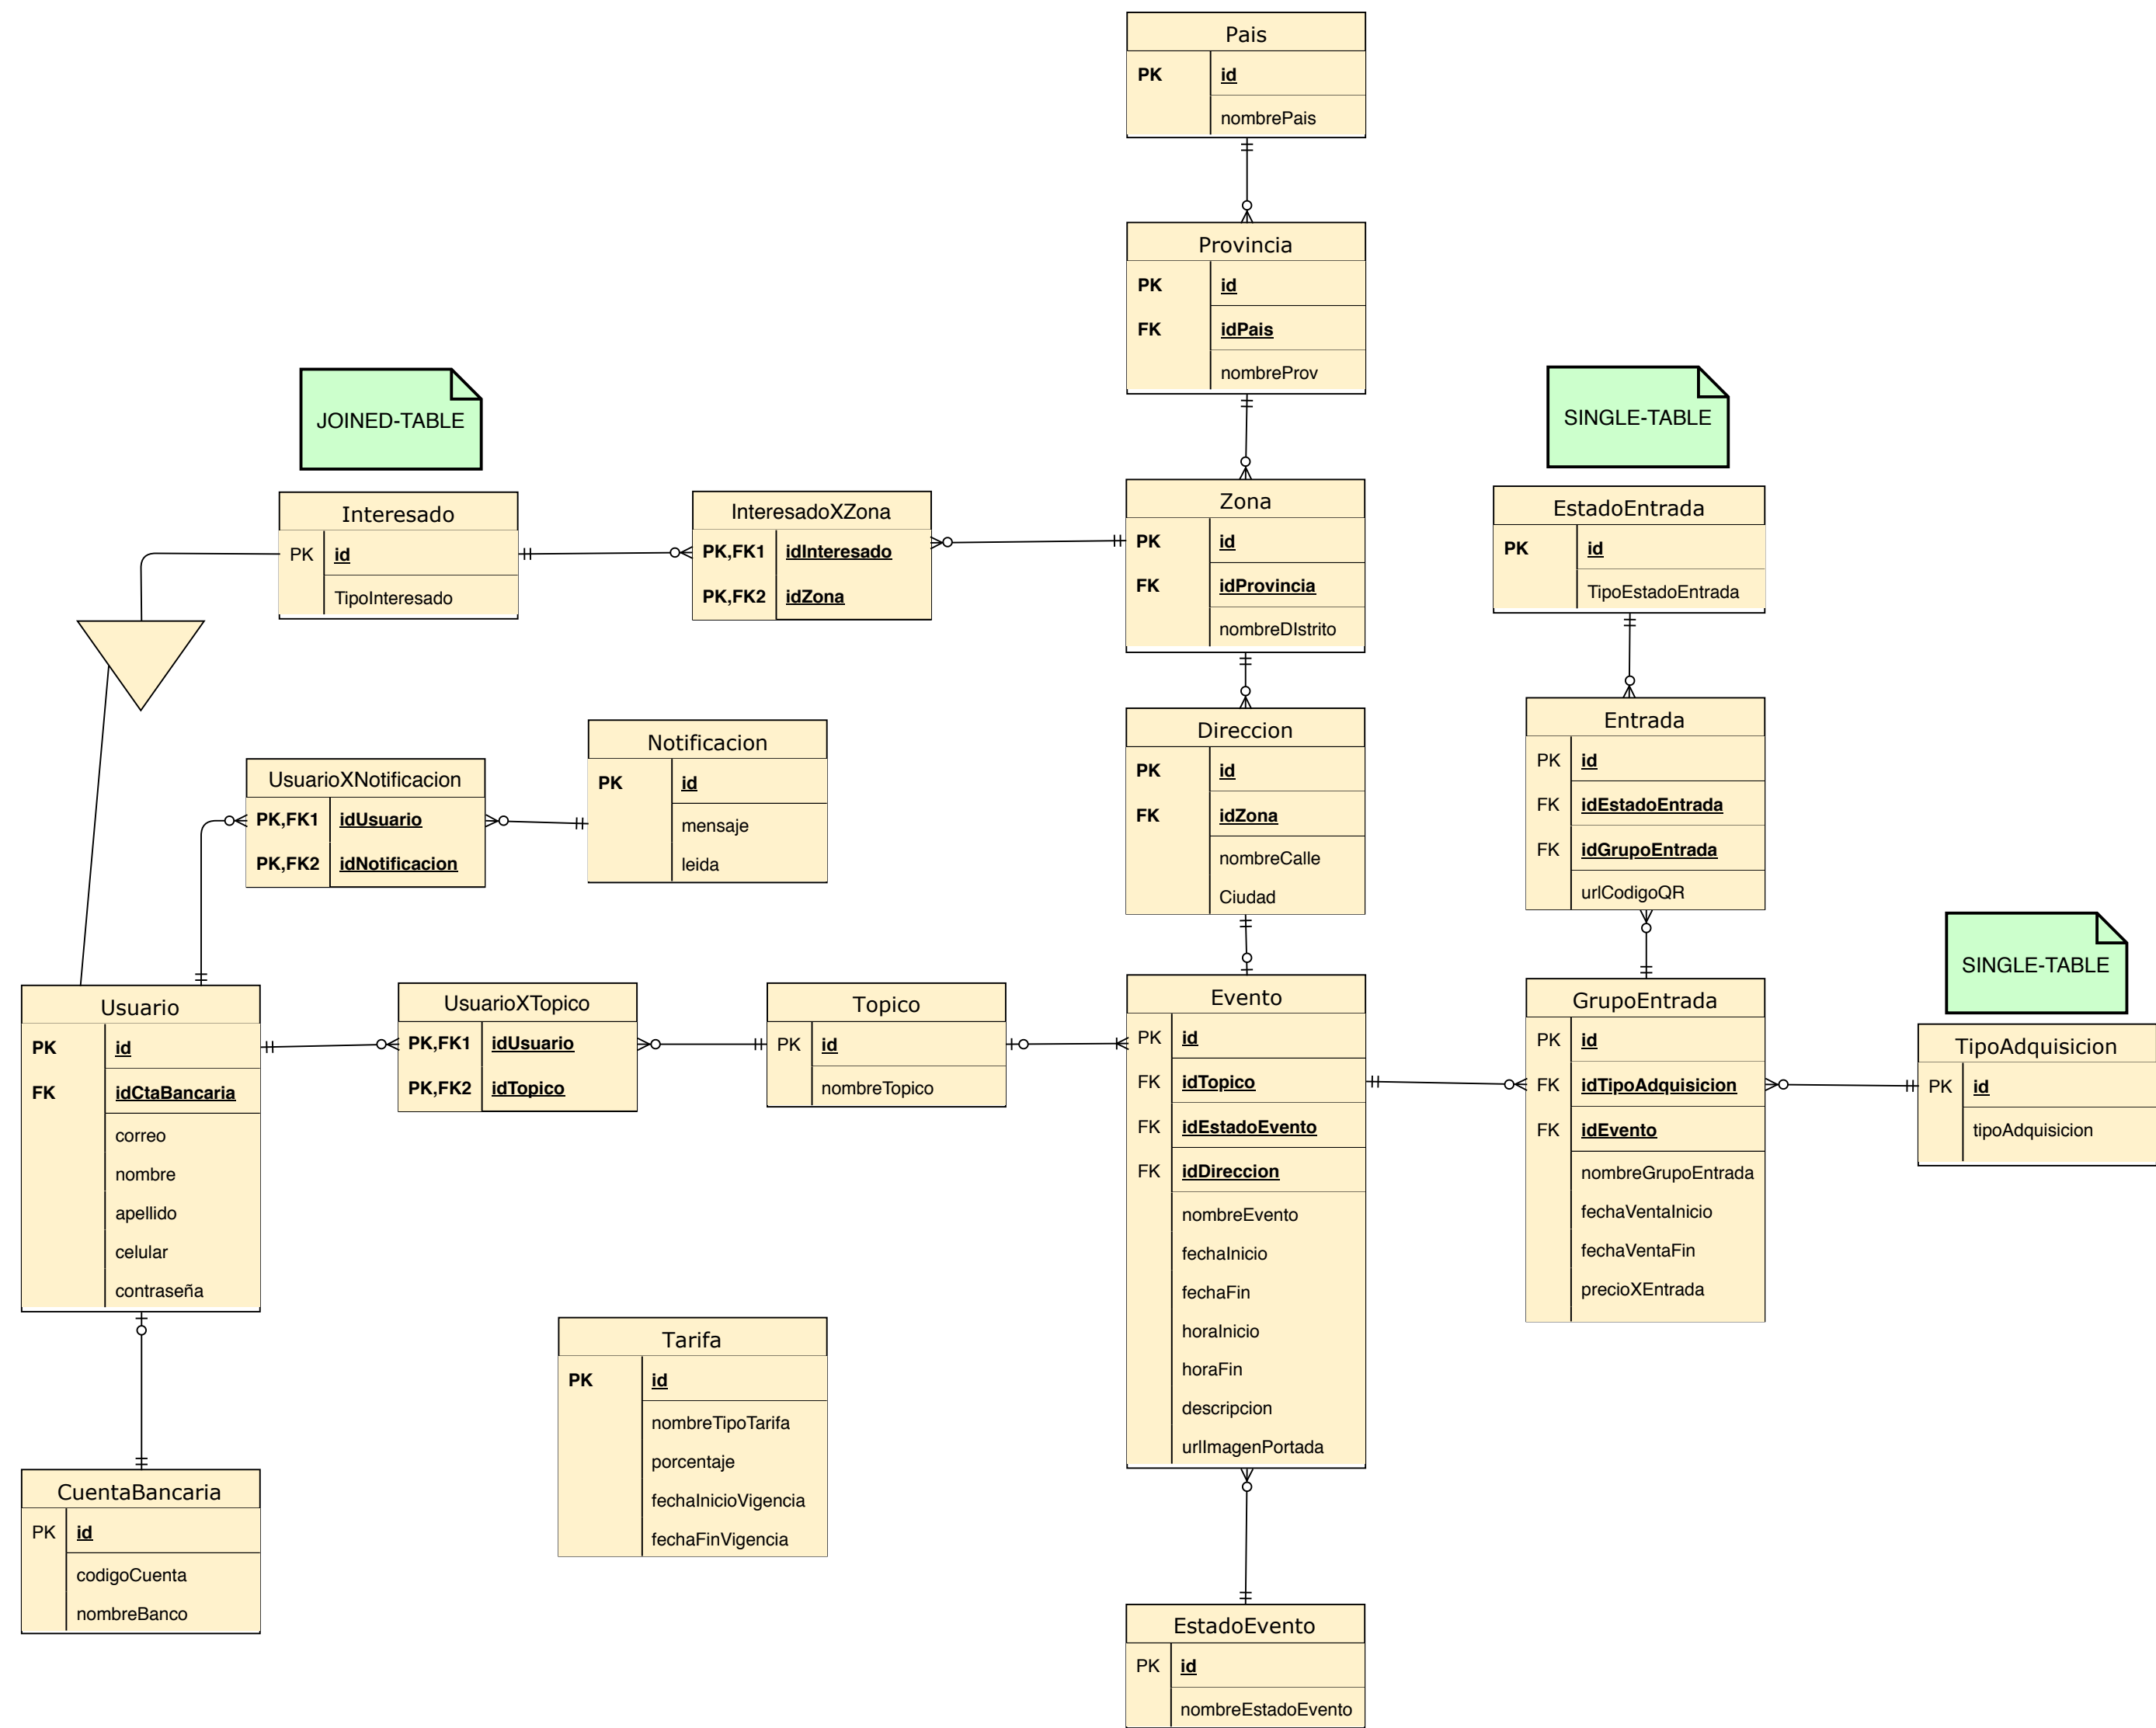 Pais
PK id
nombrePais
Provincia
PK id
FK idPais
nombreProv
JOINED-TABLE
SINGLE-TABLE
Interesado
PK id
TipoInteresado
InteresadoXZona
PK,FK1 idInteresado
PK,FK2 idZona
Zona
PK id
FK idProvincia
nombreDIstrito
EstadoEntrada
PK id
TipoEstadoEntrada
UsuarioXNotificacion
PK,FK1 idUsuario
PK,FK2 idNotificacion
Notificacion
PK id
mensaje
leida
Direccion
PK id
FK idZona
nombreCalle
Ciudad
Entrada
PK id
FK idEstadoEntrada
FK idGrupoEntrada
urlCodigoQR
SINGLE-TABLE
Usuario
PK id
FK idCtaBancaria
correo
nombre
apellido
celular
contraseña
UsuarioXTopico
PK,FK1 idUsuario
PK,FK2 idTopico
Topico
PK id
nombreTopico
Evento
PK id
FK idTopico
FK idEstadoEvento
FK idDireccion
nombreEvento
fechaInicio
fechaFin
horaInicio
horaFin
descripcion
urlImagenPortada
GrupoEntrada
PK id
FK idTipoAdquisicion
FK idEvento
nombreGrupoEntrada
fechaVentaInicio
fechaVentaFin
precioXEntrada
TipoAdquisicion
PK id
tipoAdquisicion
Tarifa
PK id
nombreTipoTarifa
porcentaje
fechaInicioVigencia
fechaFinVigencia
CuentaBancaria
PK id
codigoCuenta
nombreBanco
EstadoEvento
PK id
nombreEstadoEvento